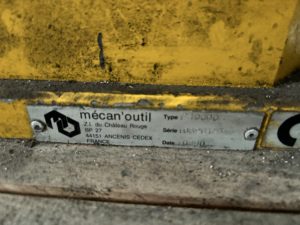 mécan'outil
Z.I. du Château Rouge
BP. 27
44151 ANCENIS CEDEX
FRANCE
Type
Série
Date